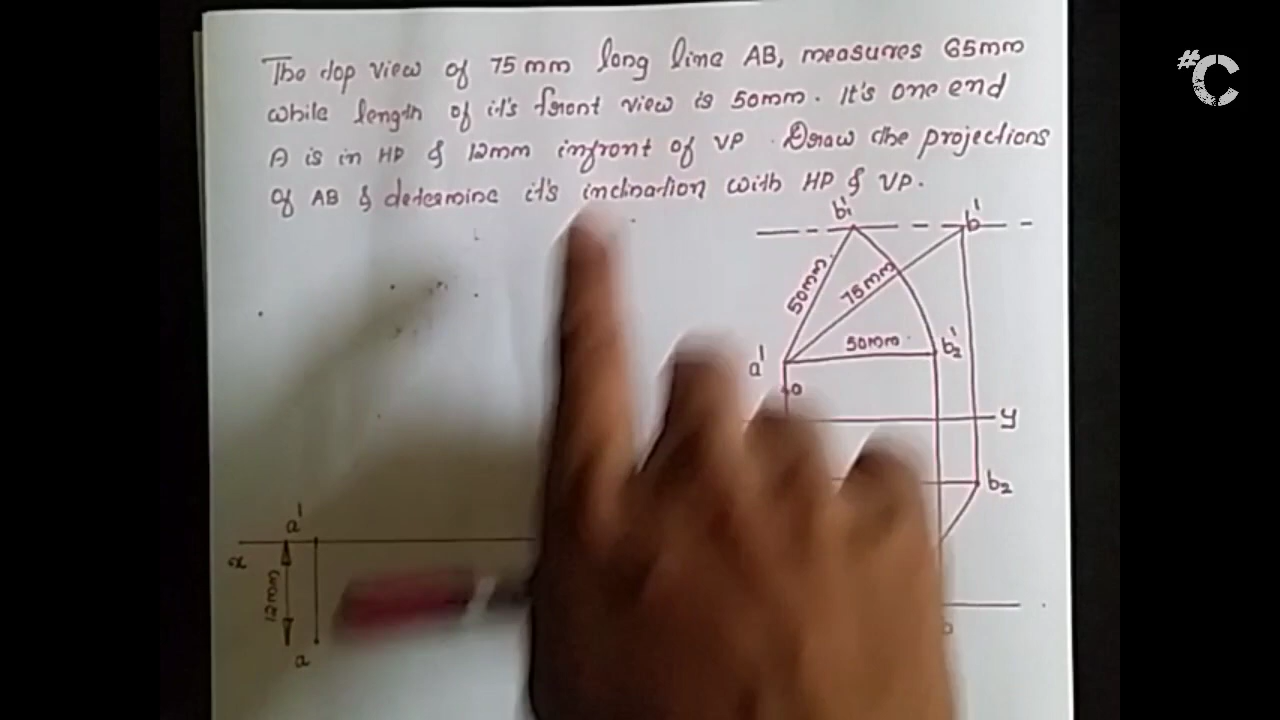 The top view of 75mm long line AB, measures 65mm
while length of it's front view is 50mm. It's one end
A is in HP & 12mm infront of VP. Draw the projections
of AB & determine it's inclination with HP & VP.
b1' b'
50mm 75mm
50mm
a' b2'
y
b2
a'
x
12mm
a
#C